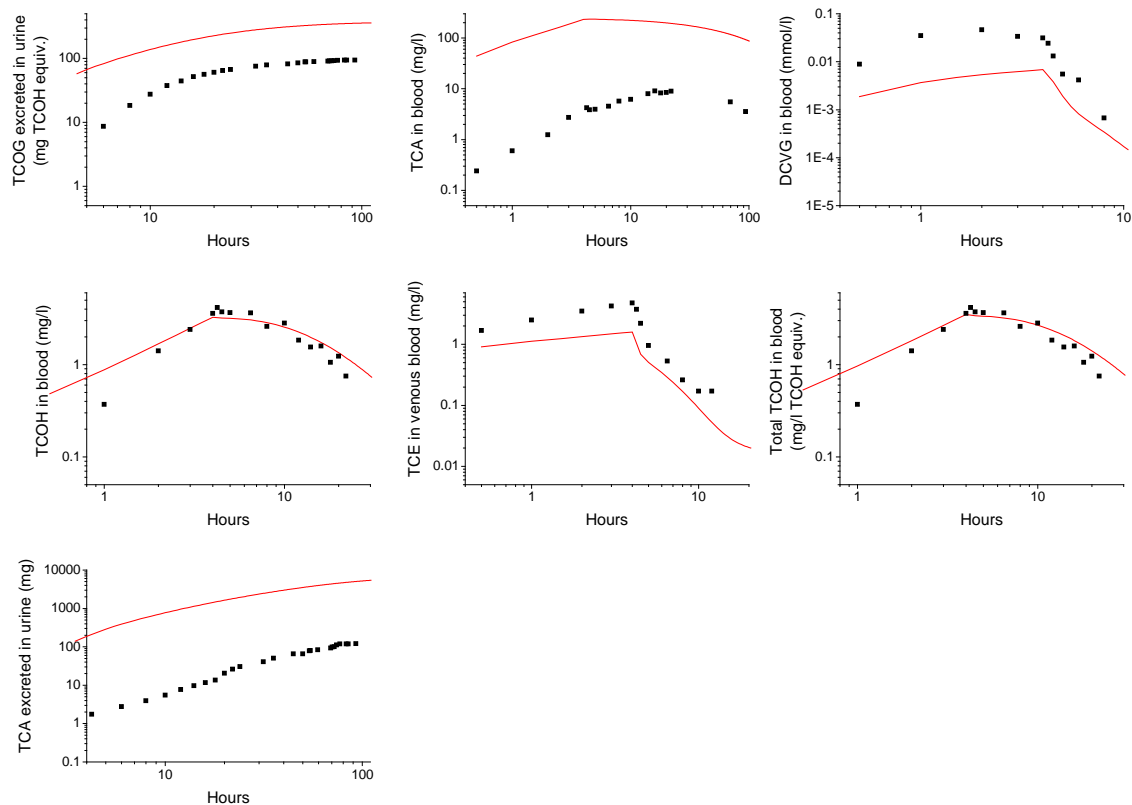 TCOG excreted in urine
(mg TCOH equiv.)
100
10
1
10
100
Hours
TCA in blood (mg/l)
100
10
1
0.1
1
10
100
Hours
DCVG in blood (mmol/l)
0.1
0.01
1E-3
1E-4
1E-5
1
10
Hours
TCOH in blood (mg/l)
1
0.1
1
10
Hours
TCE in venous blood (mg/l)
1
0.1
0.01
1
10
Hours
Total TCOH in blood
(mg/l TCOH equiv.)
1
0.1
1
10
Hours
TCA excreted in urine (mg)
10000
1000
100
10
1
0.1
10
100
Hours